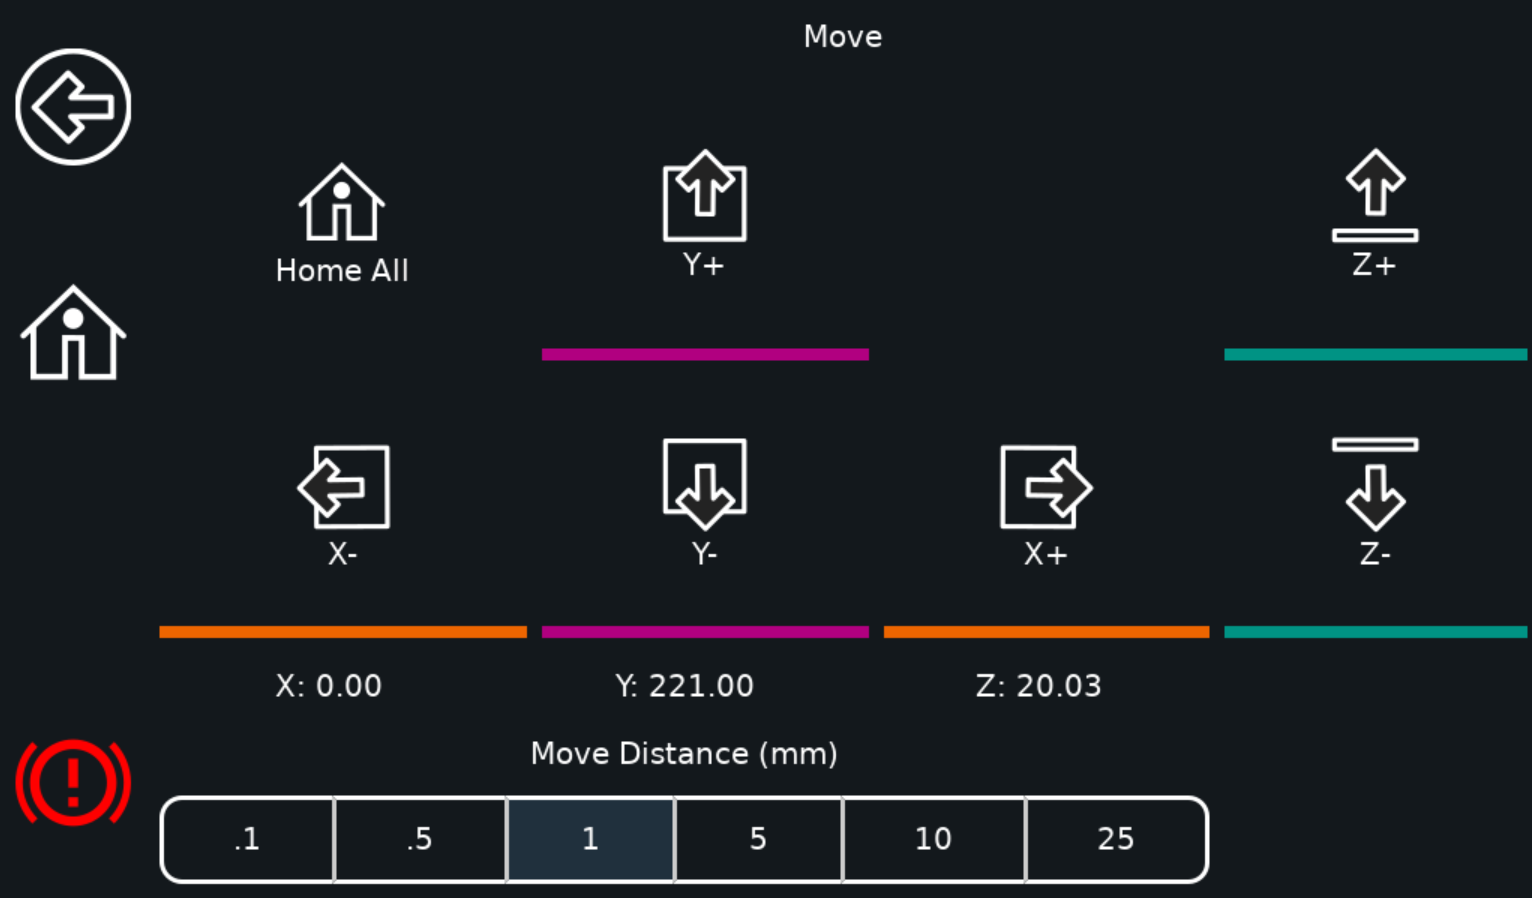 Move
Home All
Y+
Z+
X-
Y-
X+
Z-
X: 0.00
Y: 221.00
Z: 20.03
Move Distance (mm)
.1
.5
1
5
10
25